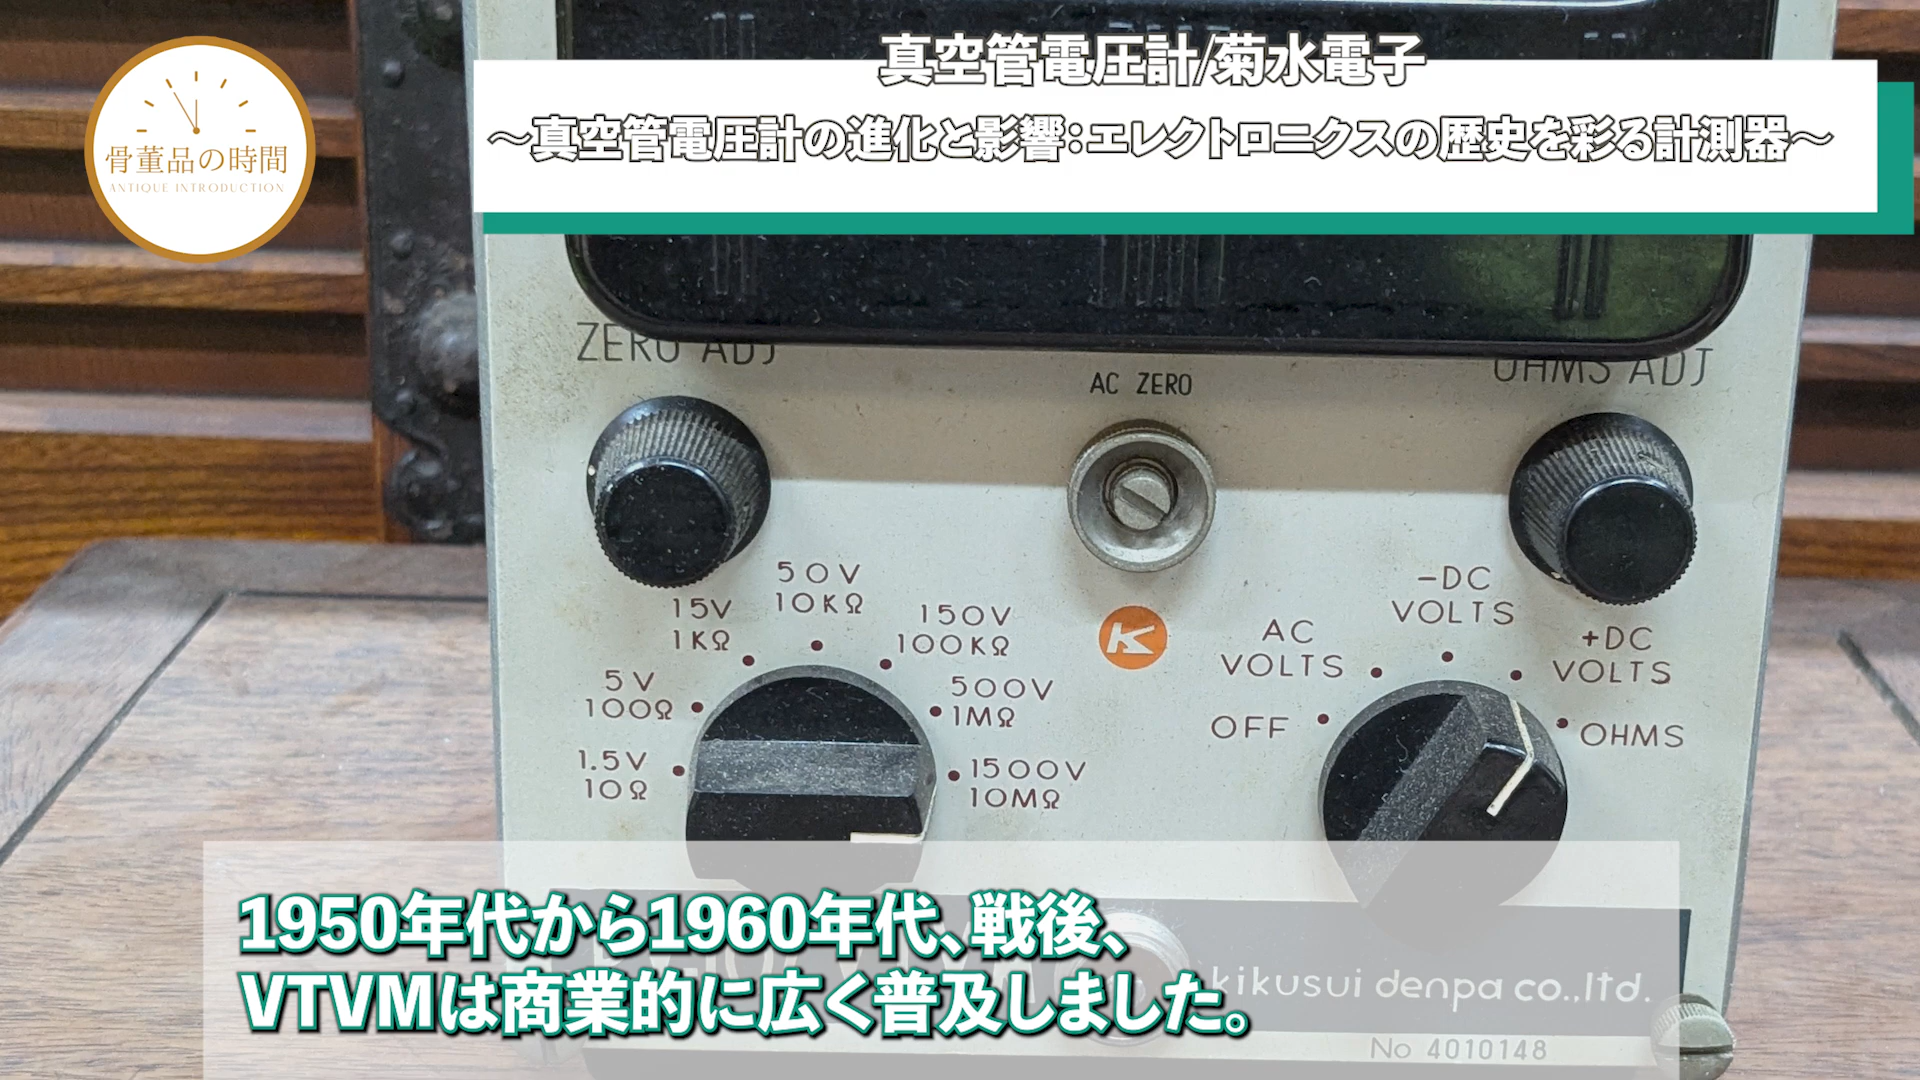 真空管電圧計/菊水電子
～真空管電圧計の進化と影響：エレクトロニクスの歴史を彩る計測器～
骨董品の時間
ANTIQUE INTRODUCTION
ZERO ADJ
AC ZERO
OHMS ADJ
1.5V
10Ω
5V
100Ω
15V
1KΩ
50V
10KΩ
150V
100KΩ
500V
1MΩ
1500V
10MΩ
K
OFF
AC
VOLTS
-DC
VOLTS
+DC
VOLTS
OHMS
1950年代から1960年代、戦後、
VTVMは商業的に広く普及しました。
kikusui denpa co.,ltd.
No 4010148